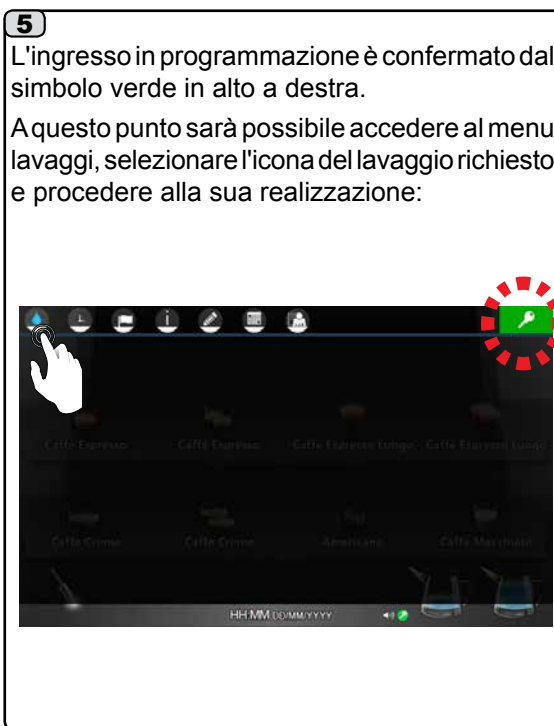 5
L'ingresso in programmazione è confermato dal
simbolo verde in alto a destra.
A questo punto sarà possibile accedere al menu
lavaggi, selezionare l'icona del lavaggio richiesto
e procedere alla sua realizzazione:
Caffè Espresso Caffè Espresso Caffè Espresso Lungo Caffè Espresso Lungo
Caffè Creme Caffè Creme Americano Caffè Macchiato
HH:MM DD/MM/YYYY